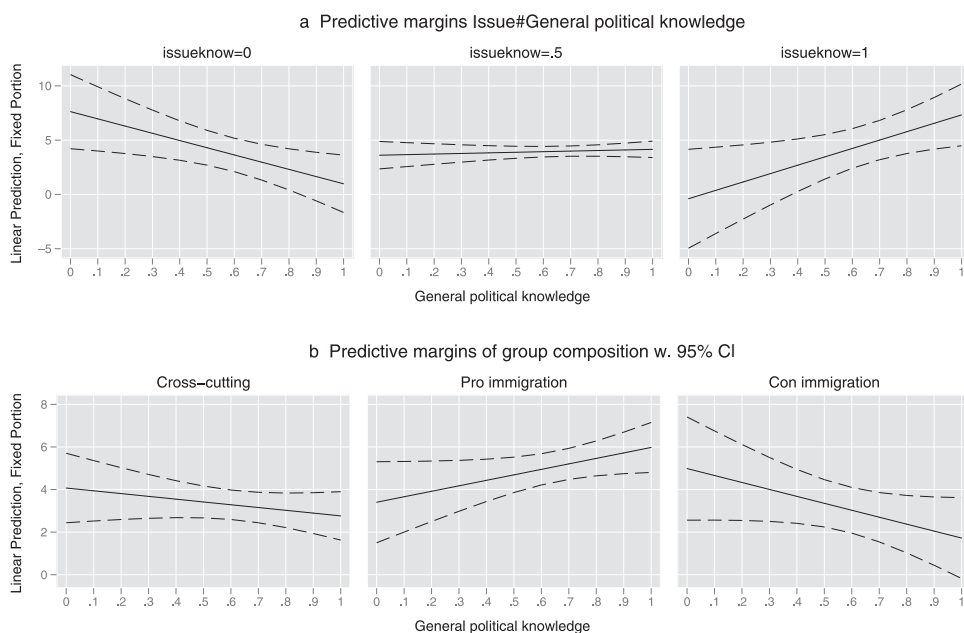 a Predictive margins Issue#General political knowledge
issueknow=0 issueknow=.5 issueknow=1
Linear Prediction, Fixed Portion
10
5
0
−5
0 .1 .2 .3 .4 .5 .6 .7 .8 .9 1 0 .1 .2 .3 .4 .5 .6 .7 .8 .9 1 0 .1 .2 .3 .4 .5 .6 .7 .8 .9 1
General political knowledge General political knowledge
b Predictive margins of group composition w. 95% CI
Cross−cutting Pro immigration Con immigration
Linear Prediction, Fixed Portion
8
6
4
2
0
0 .1 .2 .3 .4 .5 .6 .7 .8 .9 1 0 .1 .2 .3 .4 .5 .6 .7 .8 .9 1 0 .1 .2 .3 .4 .5 .6 .7 .8 .9 1
General political knowledge